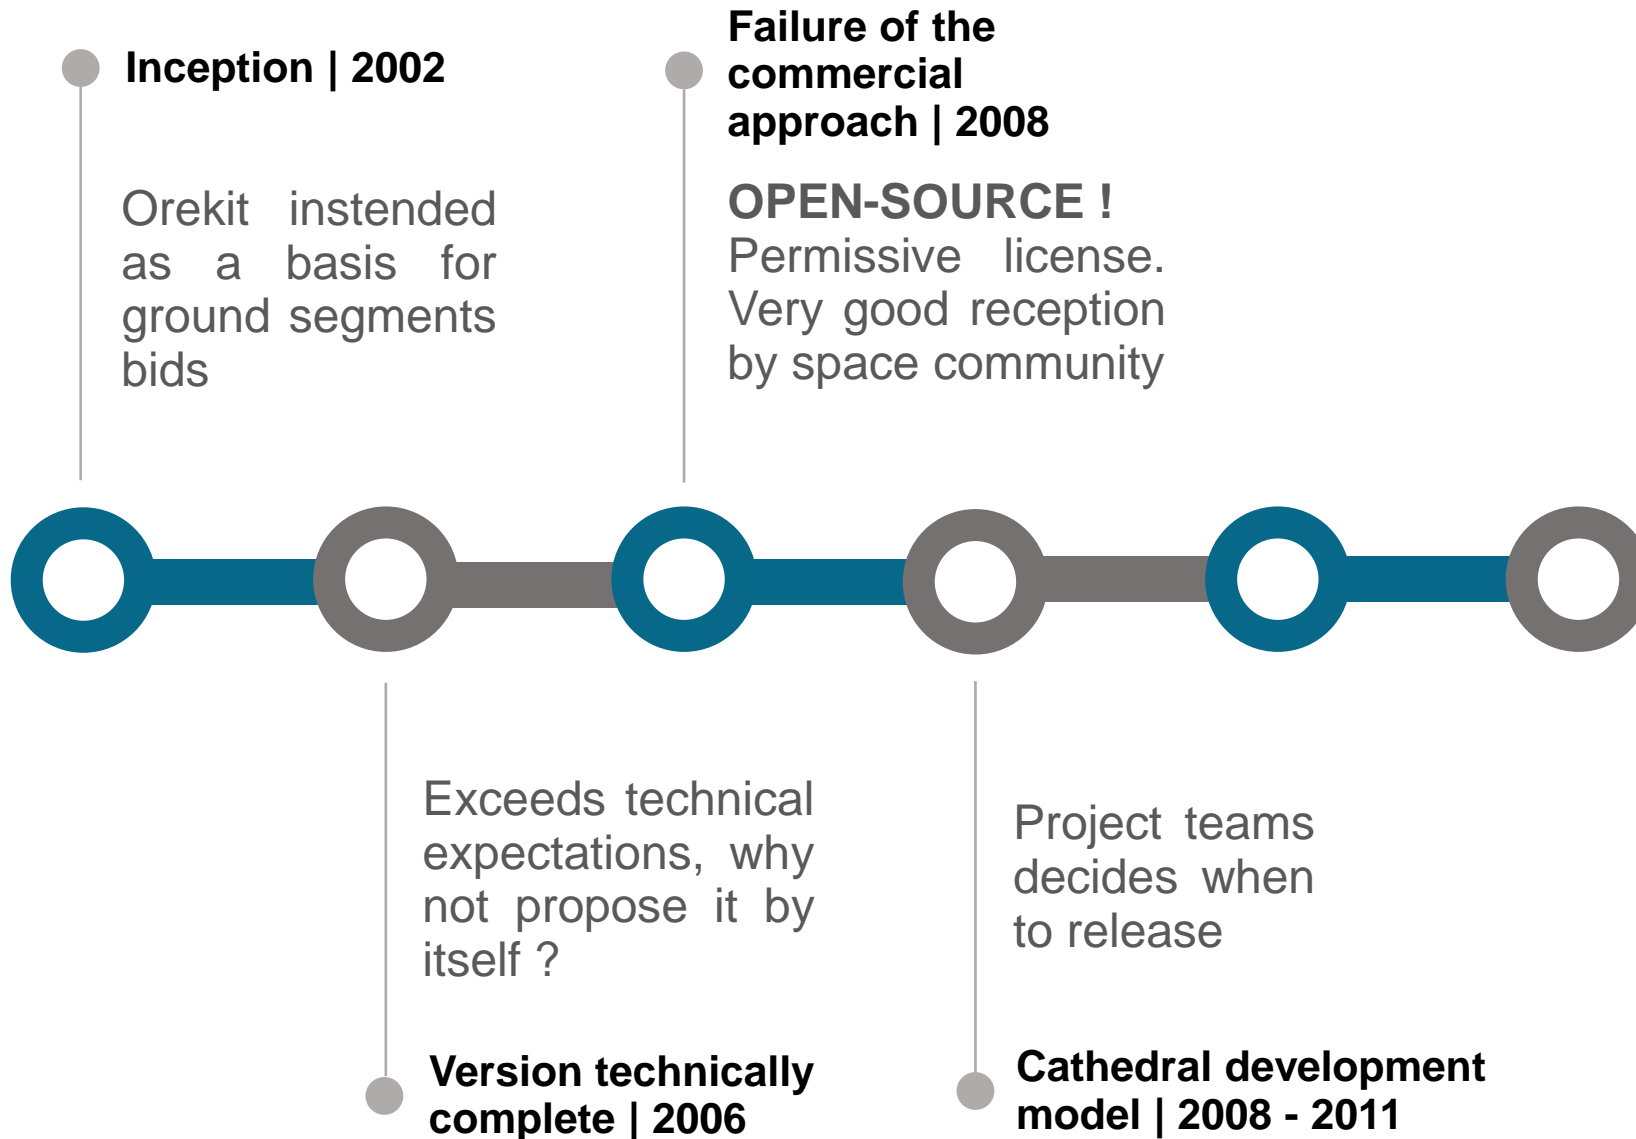 Inception | 2002
Orekit instended
as a basis for
ground segments
bids
Failure of the
commercial
approach | 2008
OPEN-SOURCE !
Permissive license.
Very good reception
by space community
Exceeds technical
expectations, why
not propose it by
itself ?
Version technically
complete | 2006
Project teams
decides when
to release
Cathedral development
model | 2008 - 2011